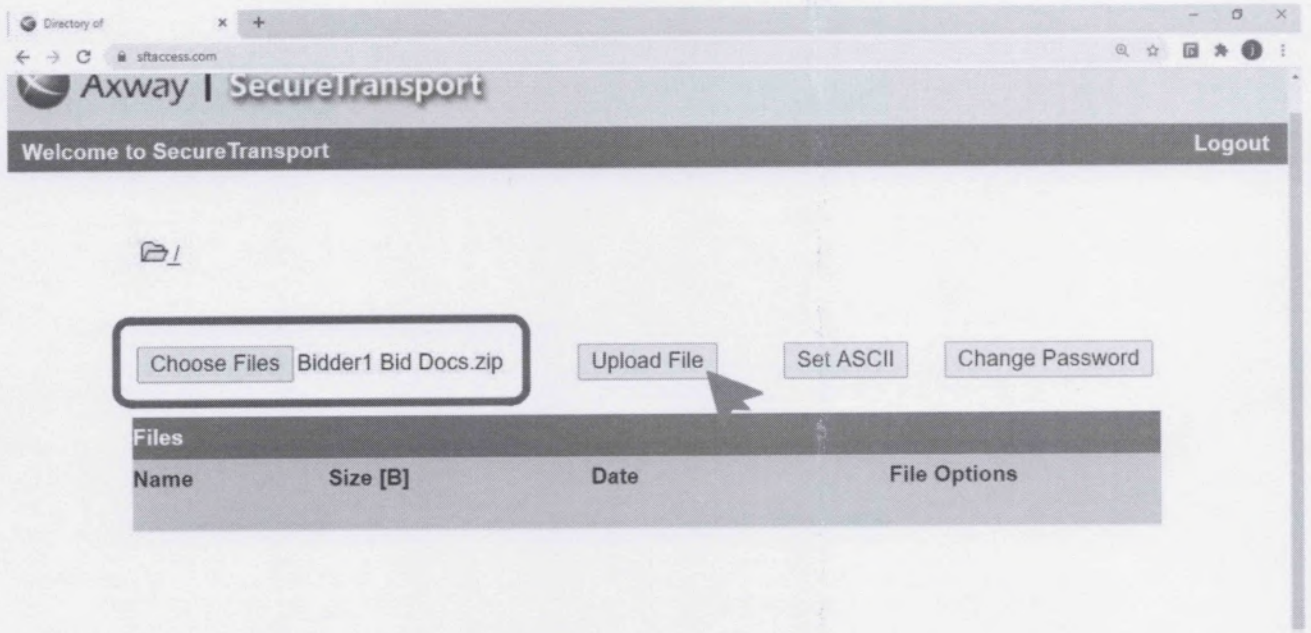 Directory of
sftaccess.com
Axway | SecureTransport
Welcome to SecureTransport
Logout
/
Choose Files Bidder1 Bid Docs.zip Upload File Set ASCII Change Password
Files
Name Size [B] Date File Options